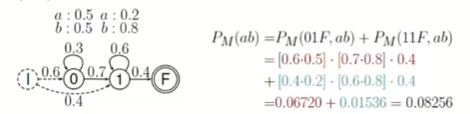 a : 0.5 a : 0.2
b : 0.5 b : 0.8
0.3 0.6
I 0.6 0 0.7 1 0.4 F
0.4
P_M(ab) =P_M(01F, ab) + P_M(11F, ab)
=[0.6·0.5] · [0.7·0.8] · 0.4
+[0.4·0.2] · [0.6·0.8] · 0.4
=0.06720 + 0.01536 = 0.08256